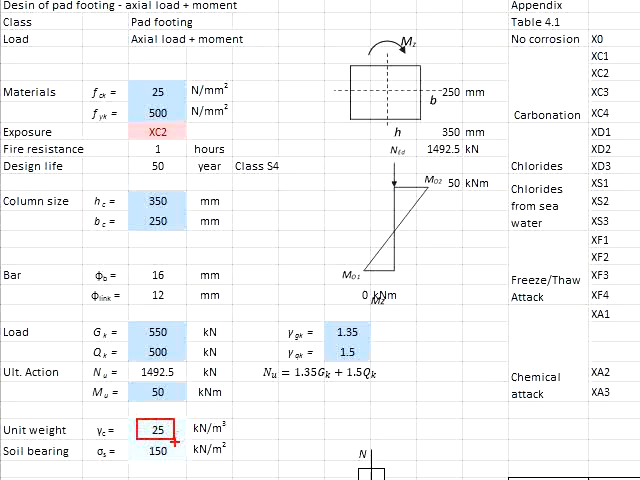 Desin of pad footing - axial load + moment Appendix
Class Pad footing Table 4.1
Load Axial load + moment No corrosion X0
Mz
XC1
XC2
Materials fck = 25 N/mm² b 250 mm XC3
fyk = 500 N/mm² Carbonation XC4
Exposure XC2 h 350 mm XD1
Fire resistance 1 hours NEd 1492.5 kN XD2
Design life 50 year Class S4 Chlorides XD3
M02 50 kNm Chlorides XS1
Column size hc = 350 mm from sea XS2
bc = 250 mm water XS3
XF1
XF2
Bar Φb = 16 mm M01 Freeze/Thaw XF3
Φlink = 12 mm 0 kNm Attack XF4
Mz
XA1
Load Gk = 550 kN γgk = 1.35
Qk = 500 kN γqk = 1.5
Ult. Action Nu = 1492.5 kN Nu = 1.35Gk + 1.5Qk Chemical XA2
Mu = 50 kNm attack XA3
Unit weight γc = 25 kN/m³
Soil bearing σs = 150 kN/m²
N